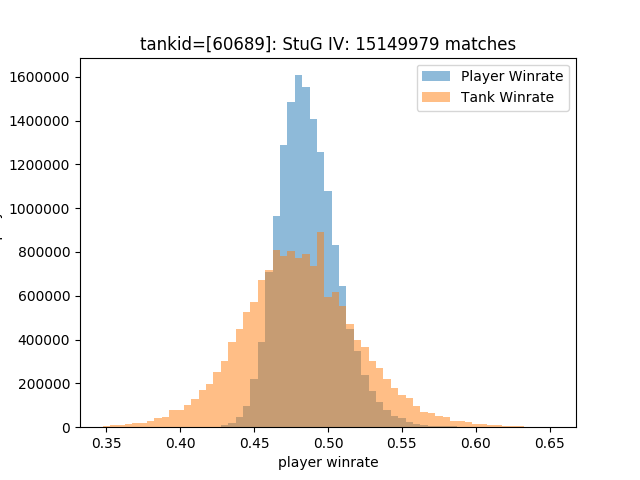 tankid=[60689]: StuG IV: 15149979 matches
Player Winrate
Tank Winrate
1600000
1400000
1200000
1000000
800000
600000
400000
200000
0
0.35 0.40 0.45 0.50 0.55 0.60 0.65
player winrate